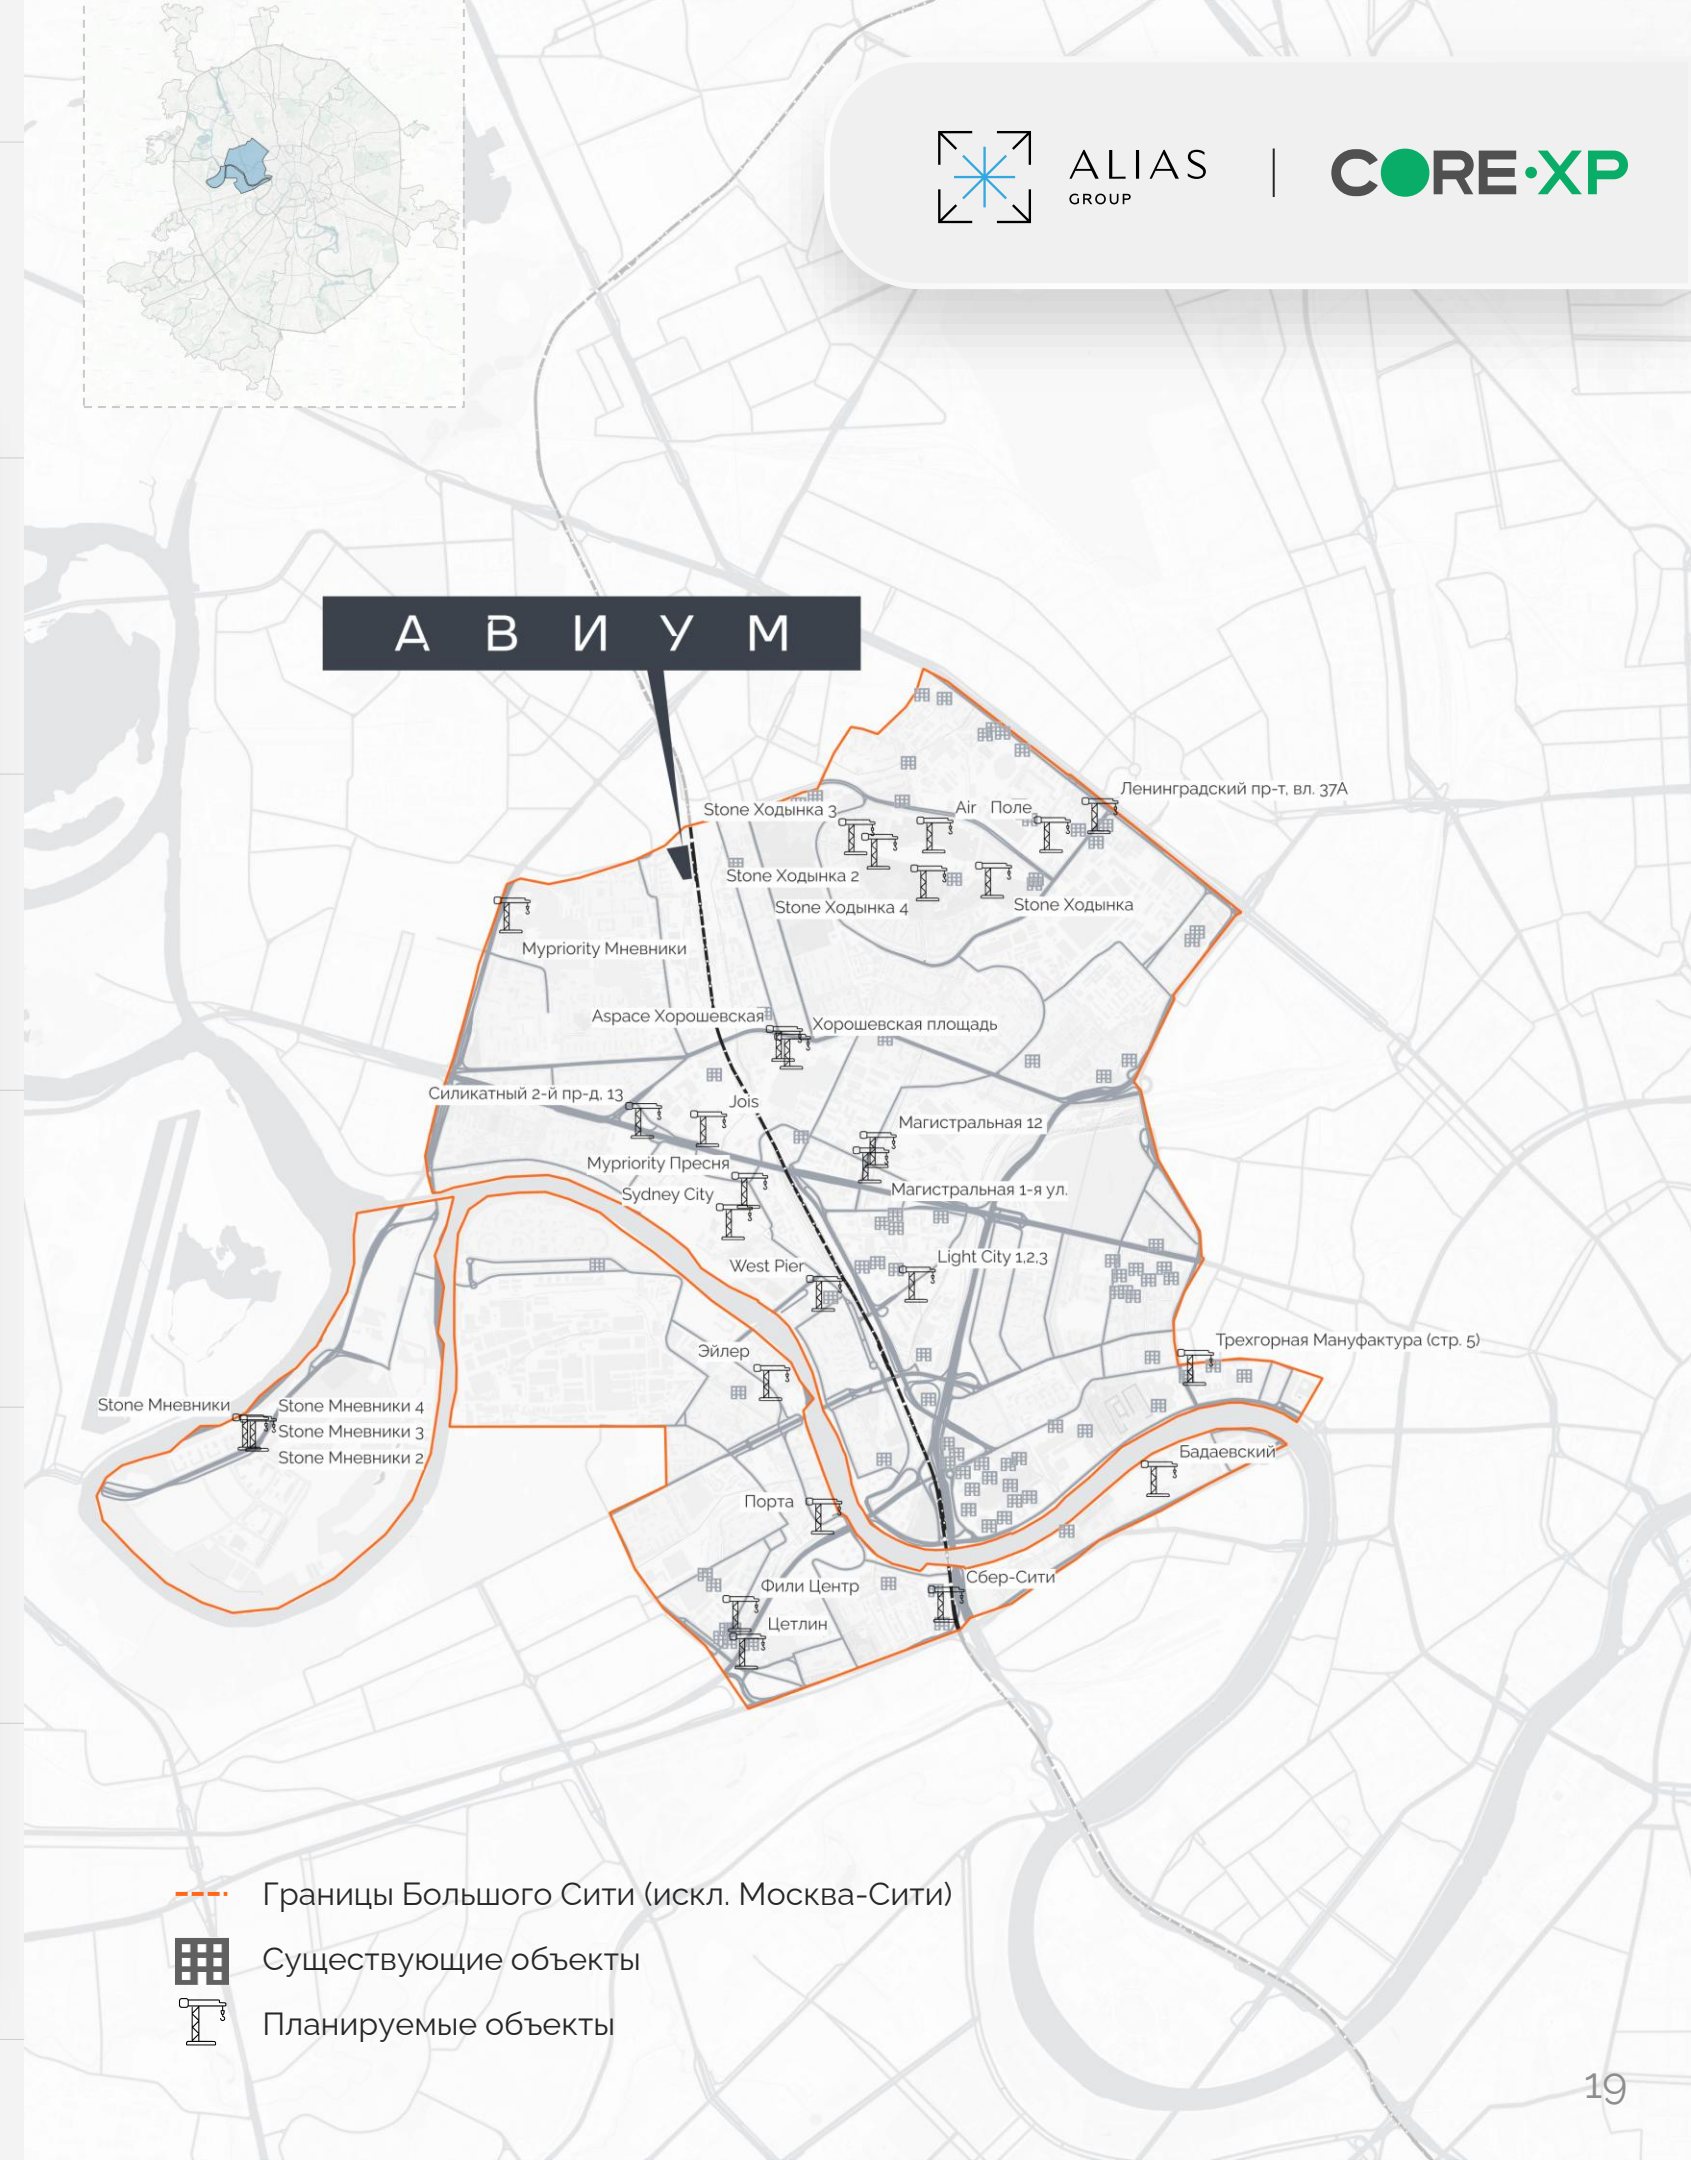 ALIAS
GROUP
CORE·XP
АВИУМ
Ленинградский пр-т, вл. 37А
Stone Ходынка 3
Air
Поле
Stone Ходынка 2
Stone Ходынка 4
Stone Ходынка
Mypriority Мневники
Aspace Хорошевская
Хорошевская площадь
Силикатный 2-й пр-д, 13
Jois
Магистральная 12
Mypriority Пресня
Sydney City
Магистральная 1-я ул.
West Pier
Light City 1,2,3
Эйлер
Трехгорная Мануфактура (стр. 5)
Stone Мневники
Stone Мневники 4
Stone Мневники 3
Stone Мневники 2
Бадаевский
Порта
Сбер-Сити
Фили Центр
Цетлин
Границы Большого Сити (искл. Москва-Сити)
Существующие объекты
Планируемые объекты
19